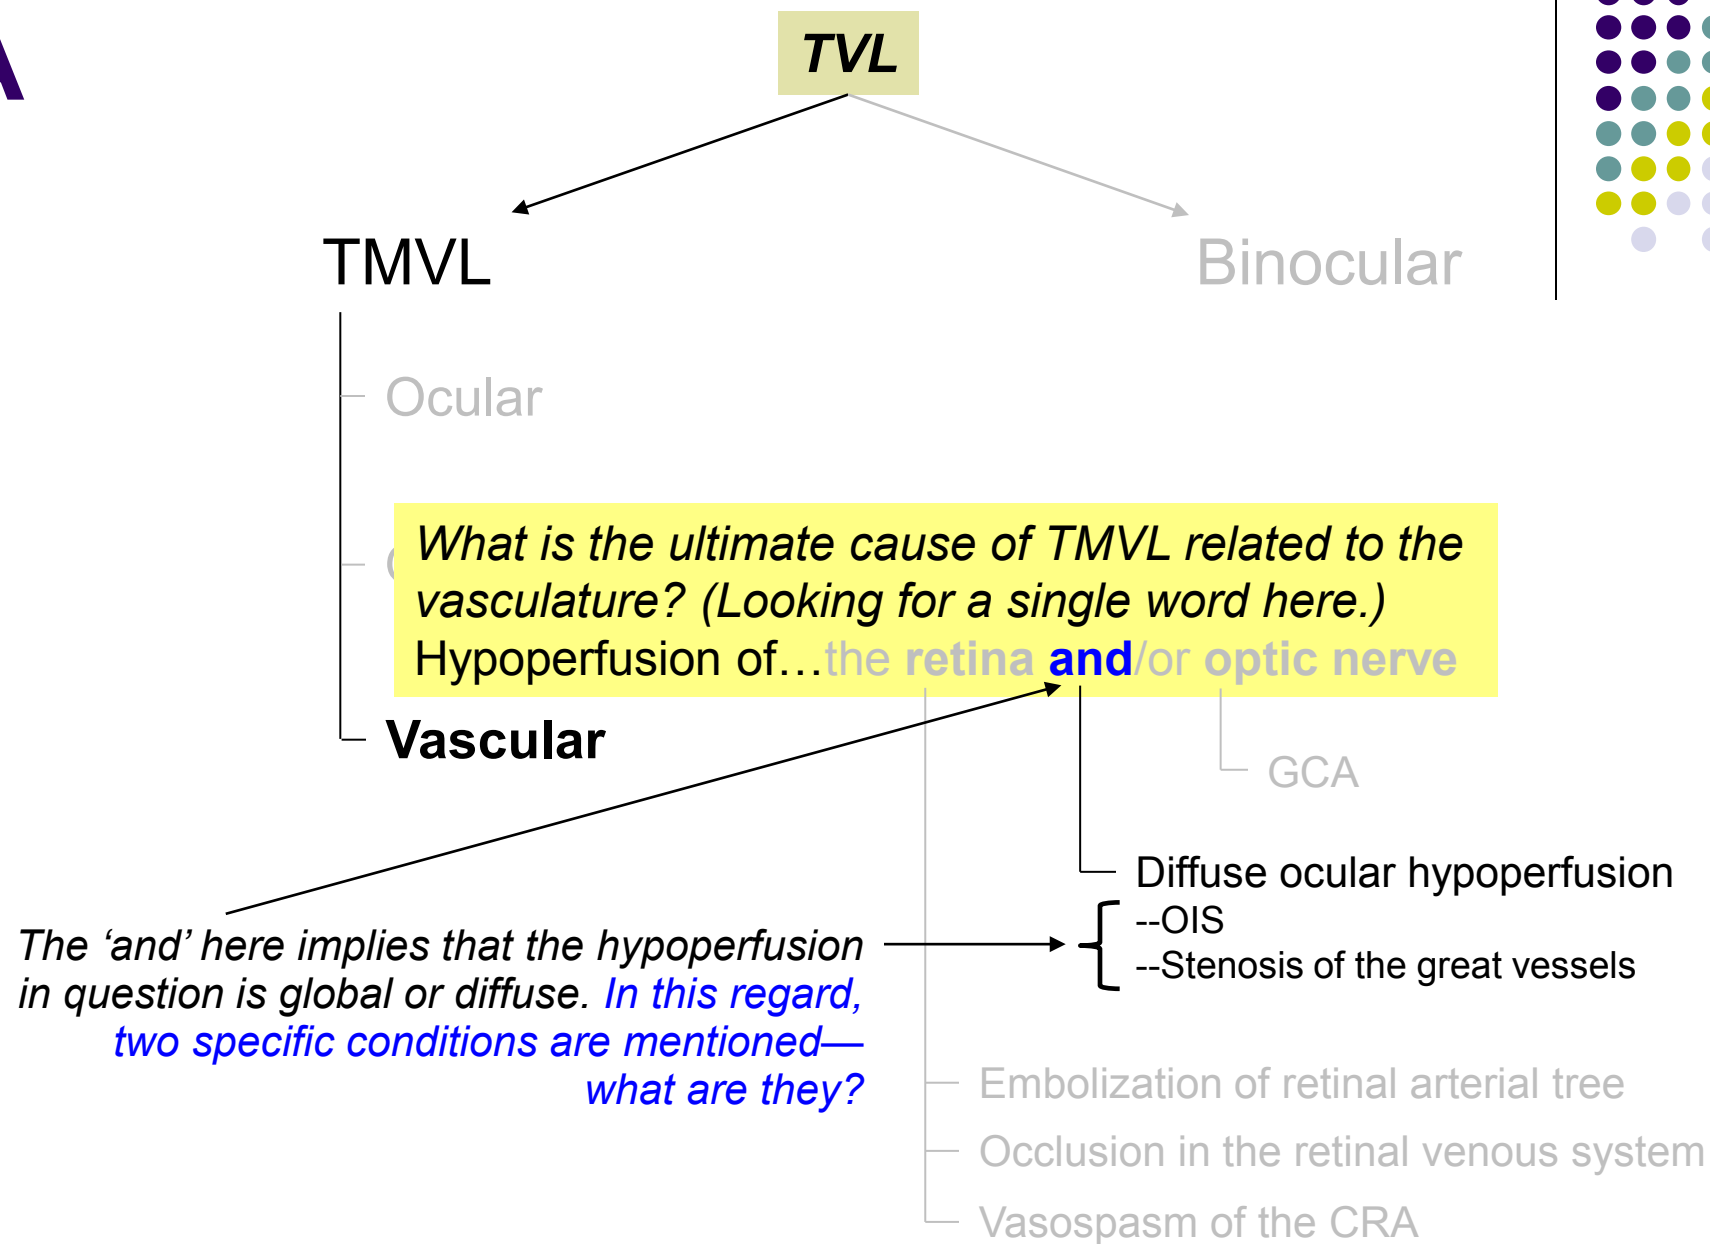 A
TVL
TMVL
Binocular
Ocular
What is the ultimate cause of TMVL related to the
vasculature? (Looking for a single word here.)
Hypoperfusion of…the retina and/or optic nerve
Vascular
GCA
Diffuse ocular hypoperfusion
--OIS
--Stenosis of the great vessels
The ‘and’ here implies that the hypoperfusion
in question is global or diffuse. In this regard,
two specific conditions are mentioned—
what are they?
Embolization of retinal arterial tree
Occlusion in the retinal venous system
Vasospasm of the CRA